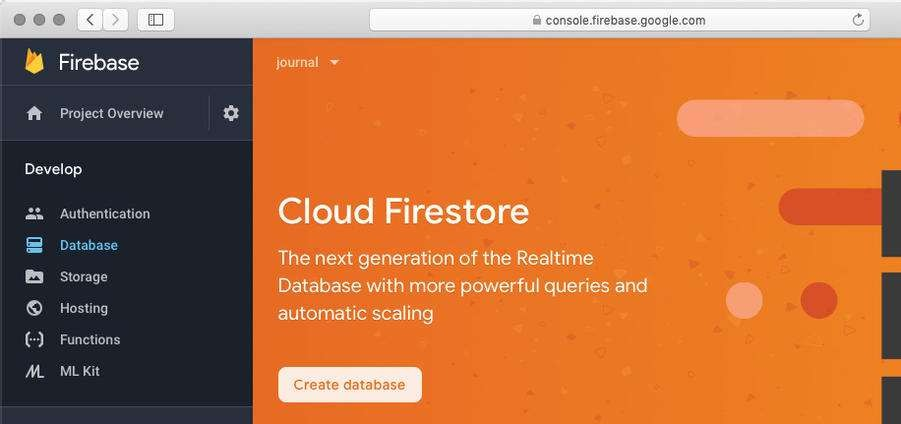 console.firebase.google.com
Firebase
journal
Project Overview
Develop
Authentication
Database
Storage
Hosting
Functions
ML Kit
Cloud Firestore
The next generation of the Realtime
Database with more powerful queries and
automatic scaling
Create database